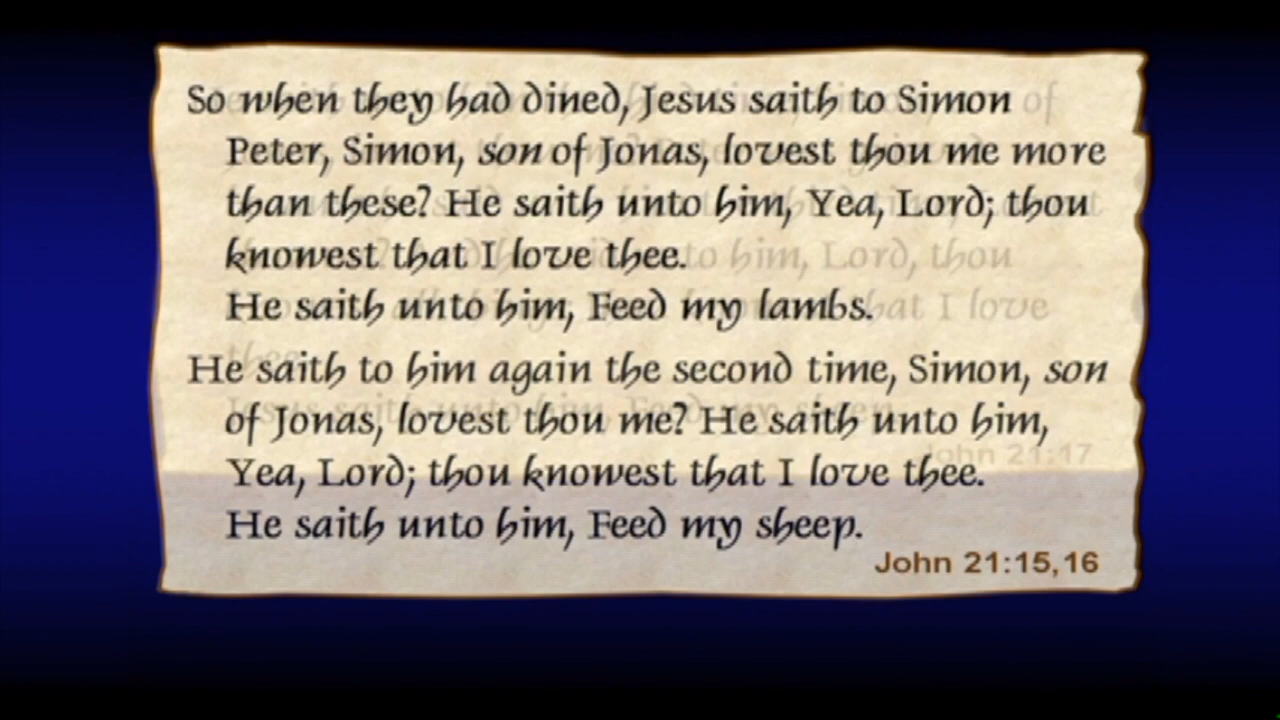 So when they had dined, Jesus saith to Simon
Peter, Simon, son of Jonas, lovest thou me more
than these? He saith unto him, Yea, Lord; thou
knowest that I love thee.
He saith unto him, Feed my lambs.
He saith to him again the second time, Simon, son
of Jonas, lovest thou me? He saith unto him,
Yea, Lord; thou knowest that I love thee.
He saith unto him, Feed my sheep.
John 21:17
John 21:15,16